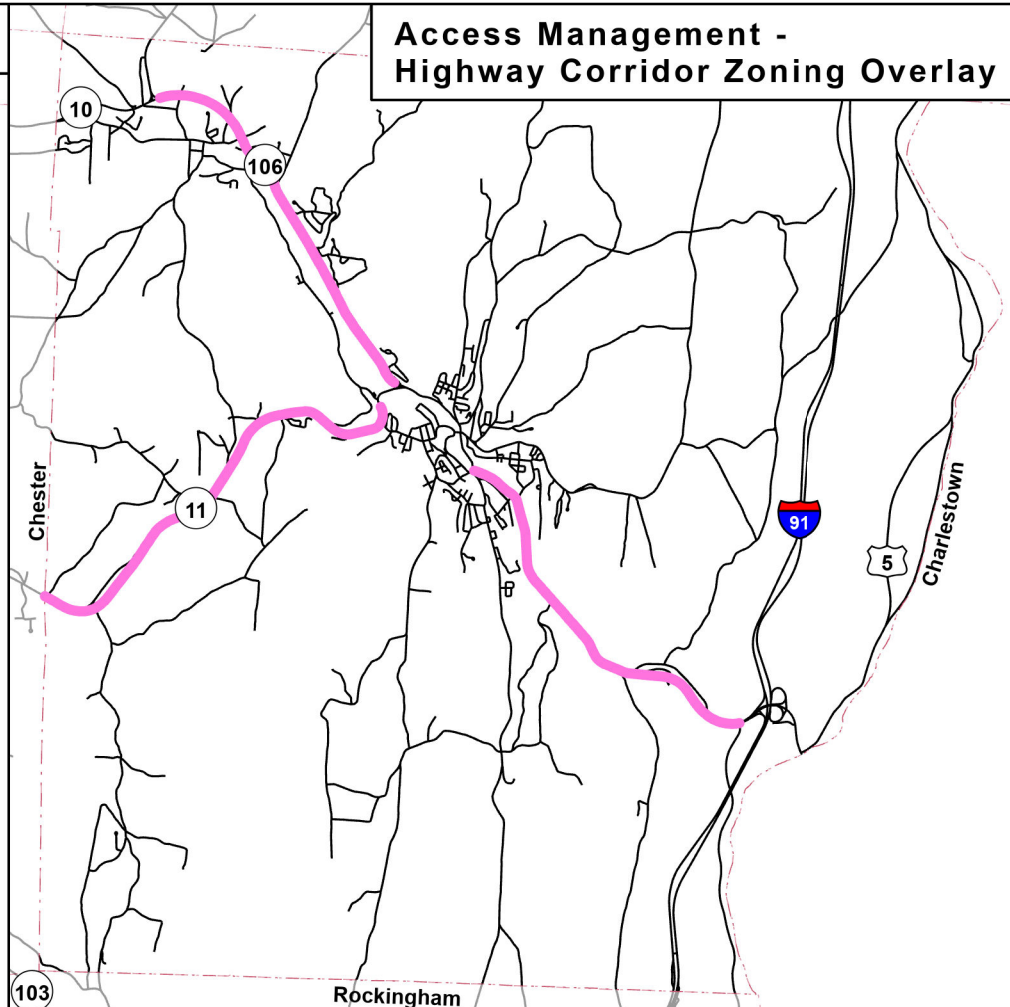 Access Management -
Highway Corridor Zoning Overlay
10
106
Chester
11
91
5
Charlestown
103
Rockingham